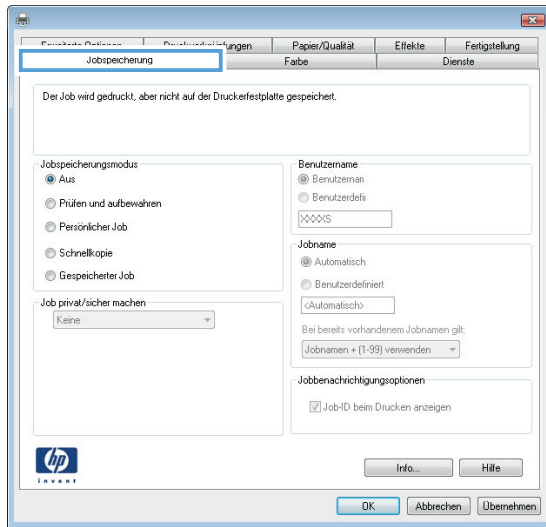 Papier/Qualität Effekte Fertigstellung
Jobspeicherung Farbe Dienste
Der Job wird gedruckt, aber nicht auf der Druckerfestplatte gespeichert.
Jobspeicherungsmodus
Aus
Prüfen und aufbewahren
Persönlicher Job
Schnellkopie
Gespeicherter Job
Job privat/sicher machen
Keine
Benutzername
Benutzernan
Benutzerdefi
XXXXS
Jobname
Automatisch
Benutzerdefiniert
<Automatisch>
Bei bereits vorhandenem Jobnamen gilt:
Jobnamen + (1-99) verwenden
Jobbenachrichtigungsoptionen
Job-ID beim Drucken anzeigen
hp
invent
Info... Hilfe
OK Abbrechen Übernehmen